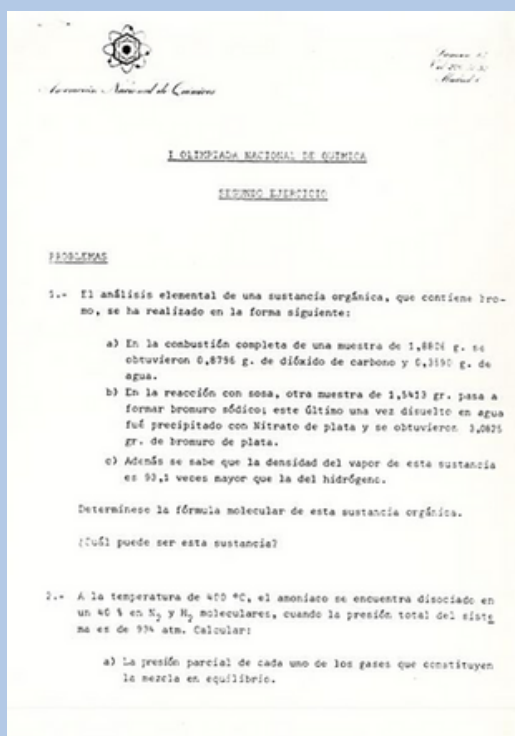 Asociación Nacional de Químicos
Madrid
I OLIMPIADA NACIONAL DE QUIMICA
SEGUNDO EJERCICIO
PROBLEMAS
1.- El análisis elemental de una sustancia orgánica, que contiene bro-
mo, se ha realizado en la forma siguiente:
a) En la combustión completa de una muestra de 1,8826 g. se
obtuvieron 0,8796 g. de dióxido de carbono y 0,3590 g. de
agua.
b) En la reacción con sosa, otra muestra de 1,5413 gr. pasa a
formar bromuro sódico; este último una vez disuelto en agua
fué precipitado con Nitrato de plata y se obtuvieron 3,0825
gr. de bromuro de plata.
c) Además se sabe que la densidad del vapor de esta sustancia
es 93,5 veces mayor que la del hidrógeno.
Determínese la fórmula molecular de esta sustancia orgánica.
¿Cuál puede ser esta sustancia?
2.- A la temperatura de 400 ºC, el amoniaco se encuentra disociado en
un 40 % en N2 y H2 moleculares, cuando la presión total del siste
ma es de atm. Calcular:
a) La presión parcial de cada uno de los gases que constituyen
la mezcla en equilibrio.